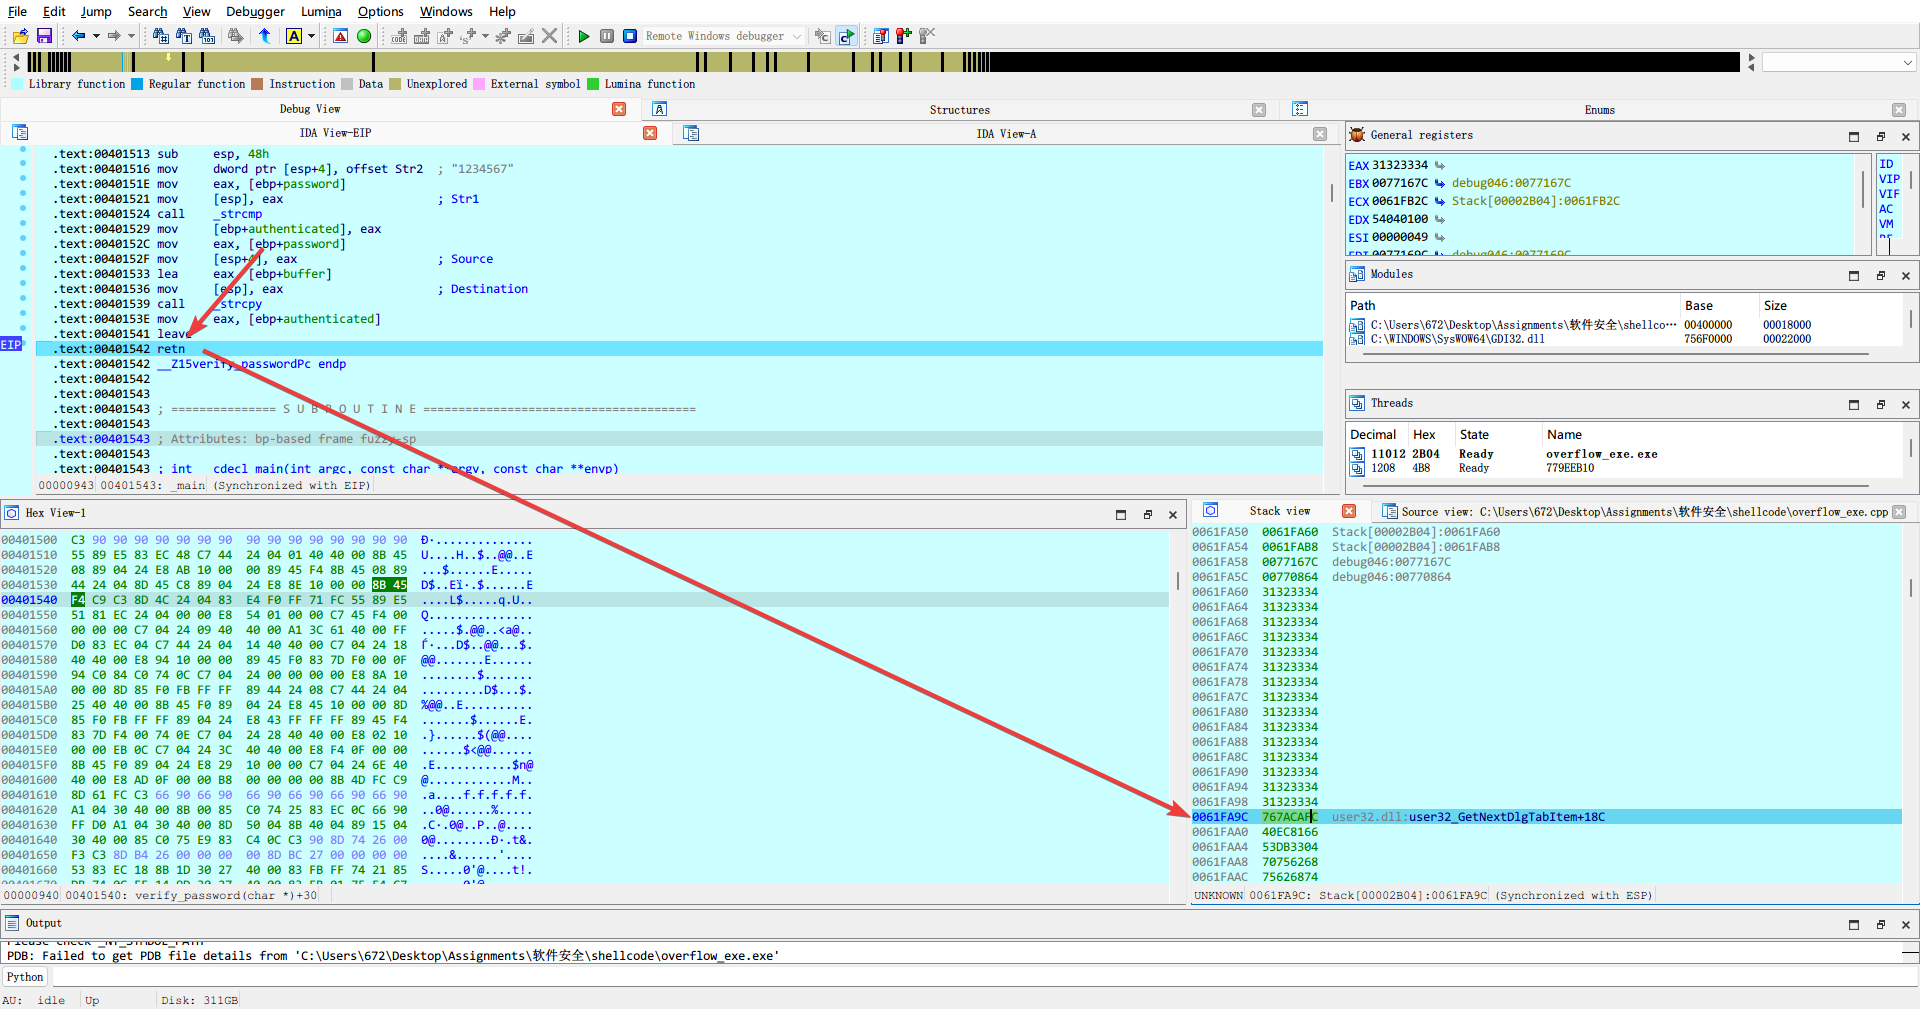 File Edit Jump Search View Debugger Lumina Options Windows Help
Remote Windows debugger
Library function Regular function Instruction Data Unexplored External symbol Lumina function
Debug View Structures Enums
IDA View-EIP IDA View-A
.text:00401513 sub esp, 48h
.text:00401516 mov dword ptr [esp+4], offset Str2 ; "1234567"
.text:0040151E mov eax, [ebp+password]
.text:00401521 mov [esp], eax ; Str1
.text:00401524 call _strcmp
.text:00401529 mov [ebp+authenticated], eax
.text:0040152C mov eax, [ebp+password]
.text:0040152F mov [esp+4], eax ; Source
.text:00401533 lea eax, [ebp+buffer]
.text:00401536 mov [esp], eax ; Destination
.text:00401539 call _strcpy
.text:0040153E mov eax, [ebp+authenticated]
.text:00401541 leave
EIP
.text:00401542 retn
.text:00401542 __Z15verify_passwordPc endp
.text:00401542
.text:00401543
.text:00401543 ; =============== S U B R O U T I N E =======================================
.text:00401543
.text:00401543 ; Attributes: bp-based frame fuzzy-sp
.text:00401543
.text:00401543 ; int cdecl main(int argc, const char **argv, const char **envp)
00000943 00401543: _main (Synchronized with EIP)
General registers
EAX 31323334
EBX 0077167C debug046:0077167C
ECX 0061FB2C Stack[00002B04]:0061FB2C
EDX 54040100
ESI 00000049
EDI 0077169C debug046:0077169C
ID
VIP
VIF
AC
VM
Modules
Path Base Size
C:\Users\672\Desktop\Assignments\软件安全\shellco··· 00400000 00018000
C:\WINDOWS\SysWOW64\GDI32.dll 756F0000 00022000
Threads
Decimal Hex State Name
11012 2B04 Ready overflow_exe.exe
1208 4B8 Ready 779EEB10
Hex View-1
00401500 C3 90 90 90 90 90 90 90 90 90 90 90 90 90 90 90 Ð·..............
00401510 55 89 E5 83 EC 48 C7 44 24 04 01 40 40 00 8B 45 U....H..$..@@..E
00401520 08 89 04 24 E8 AB 10 00 00 89 45 F4 8B 45 08 89 ...$......E.....
00401530 44 24 04 8D 45 C8 89 04 24 E8 8E 10 00 00 8B 45 D$..Eï·.$......E
00401540 F4 C9 C3 8D 4C 24 04 83 E4 F0 FF 71 FC 55 89 E5 ....L$.....q.U..
00401550 51 81 EC 24 04 00 00 E8 54 01 00 00 C7 45 F4 00 Q...............
00401560 00 00 00 C7 04 24 09 40 40 00 A1 3C 61 40 00 FF .....$.@@..<a@..
00401570 D0 83 EC 04 C7 44 24 04 14 40 40 00 C7 04 24 18 ѓ···.D$..@@...$.
00401580 40 40 00 E8 94 10 00 00 89 45 F0 83 7D F0 00 0F @@.......E......
00401590 94 C0 84 C0 74 0C C7 04 24 00 00 00 00 E8 8A 10 ........$.......
004015A0 00 00 8D 85 F0 FB FF FF 89 44 24 08 C7 44 24 04 .........D$...$.
004015B0 25 40 40 00 8B 45 F0 89 04 24 E8 45 10 00 00 8D %@@..E..........
004015C0 85 F0 FB FF FF 89 04 24 E8 43 FF FF FF 89 45 F4 .......$......E.
004015D0 83 7D F4 00 74 0E C7 04 24 28 40 40 00 E8 02 10 .}......$(@@....
004015E0 00 00 EB 0C C7 04 24 3C 40 40 00 E8 F4 0F 00 00 ......$<@@......
004015F0 8B 45 F0 89 04 24 E8 29 10 00 00 C7 04 24 6E 40 .E...........$n@
00401600 40 00 E8 AD 0F 00 00 B8 00 00 00 00 8B 4D FC C9 @............M..
00401610 8D 61 FC C3 66 90 66 90 66 90 66 90 66 90 66 90 .a....f.f.f.f.f.
00401620 A1 04 30 40 00 8B 00 85 C0 74 25 83 EC 0C 66 90 ..0@......%.....
00401630 FF D0 A1 04 30 40 00 8D 50 04 8B 40 04 89 15 04 .C·.0@..P..@....
00401640 30 40 00 85 C0 75 E9 83 C4 0C C3 90 8D 74 26 00 0@.......Ð·.t&.
00401650 F3 C3 8D B4 26 00 00 00 00 8D BC 27 00 00 00 00 ....&......'....
00401660 53 83 EC 18 8B 1D 30 27 40 00 83 FB FF 74 21 85 S.....0'@....t!.
00000940 00401540: verify_password(char *)+30
Stack view Source view: C:\Users\672\Desktop\Assignments\软件安全\shellcode\overflow_exe.cpp
0061FA50 0061FA60 Stack[00002B04]:0061FA60
0061FA54 0061FAB8 Stack[00002B04]:0061FAB8
0061FA58 0077167C debug046:0077167C
0061FA5C 00770864 debug046:00770864
0061FA60 31323334
0061FA64 31323334
0061FA68 31323334
0061FA6C 31323334
0061FA70 31323334
0061FA74 31323334
0061FA78 31323334
0061FA7C 31323334
0061FA80 31323334
0061FA84 31323334
0061FA88 31323334
0061FA8C 31323334
0061FA90 31323334
0061FA94 31323334
0061FA98 31323334
0061FA9C 767ACAFC user32.dll:user32_GetNextDlgTabItem+18C
0061FAA0 40EC8166
0061FAA4 53DB3304
0061FAA8 70756268
0061FAAC 75626874
UNKNOWN 0061FA9C: Stack[00002B04]:0061FA9C (Synchronized with ESP)
Output
Please check _NT_SYMBOL_PATH
PDB: Failed to get PDB file details from 'C:\Users\672\Desktop\Assignments\软件安全\shellcode\overflow_exe.exe'
Python
AU: idle Up Disk: 311GB